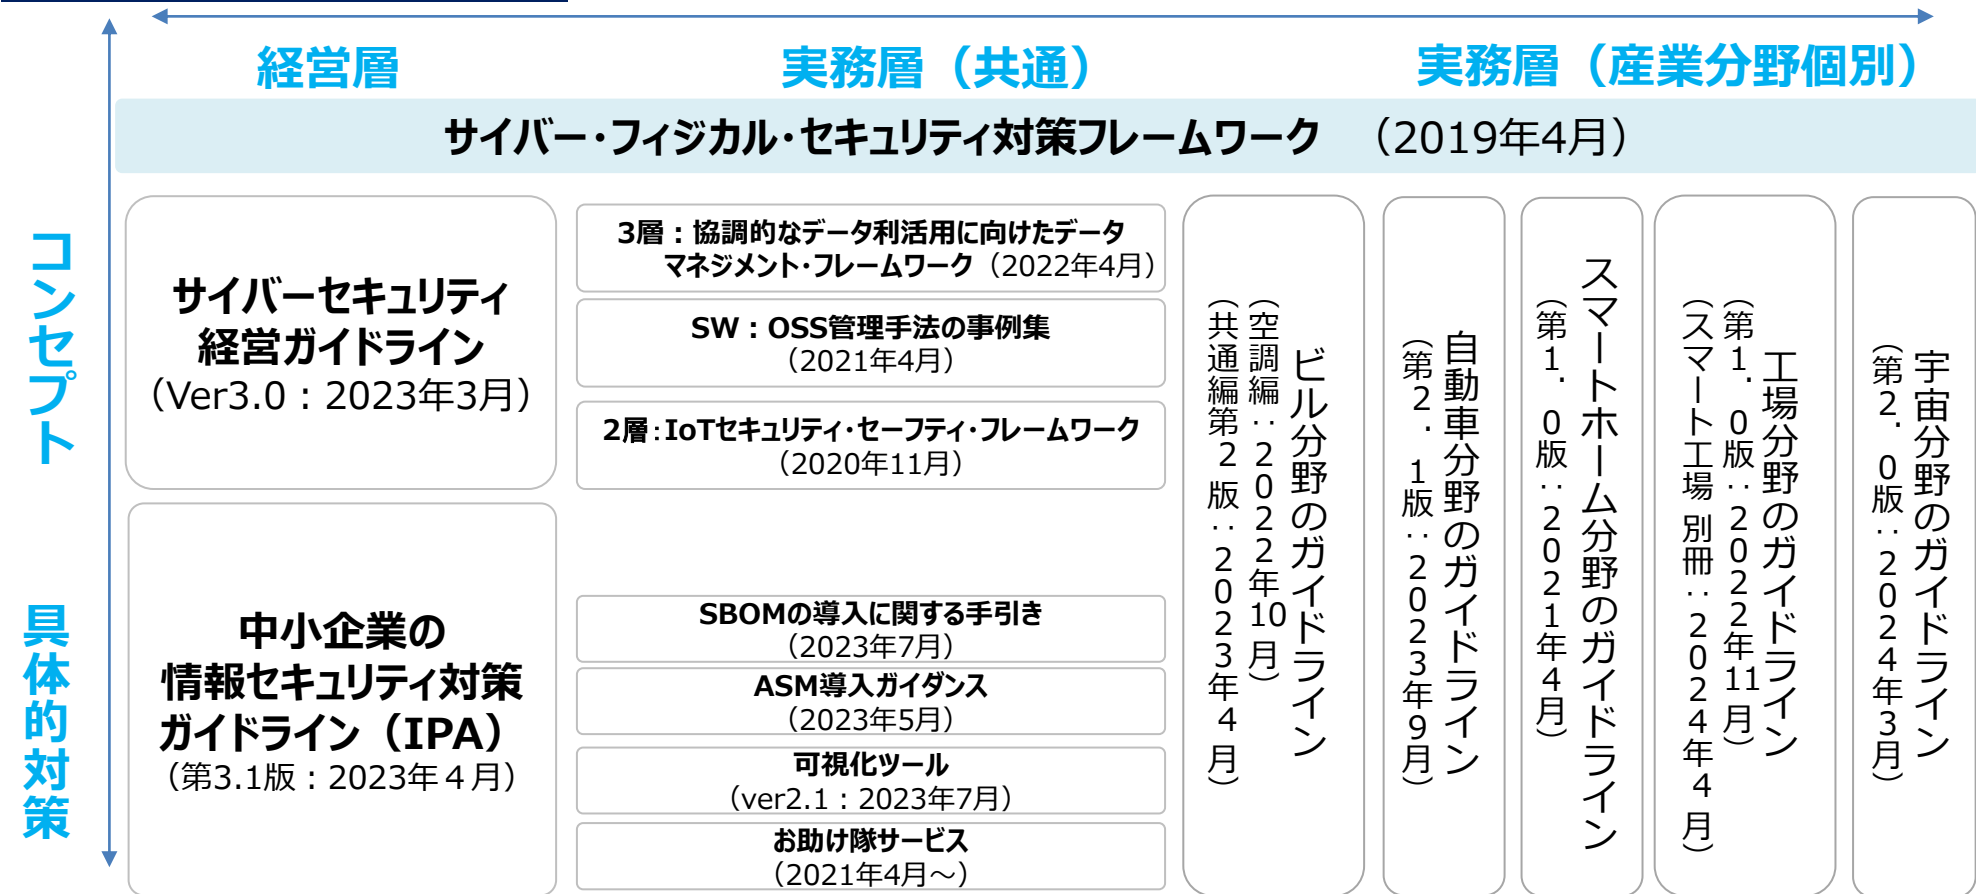 経営層
実務層（共通）
実務層（産業分野個別）
サイバー・フィジカル・セキュリティ対策フレームワーク （2019年4月）
コンセプト
具体的対策
サイバーセキュリティ
経営ガイドライン
（Ver3.0：2023年3月）
中小企業の
情報セキュリティ対策
ガイドライン（IPA）
（第3.1版：2023年４月）
3層：協調的なデータ利活用に向けたデータ
マネジメント・フレームワーク（2022年4月）
SW：OSS管理手法の事例集
（2021年4月）
2層：IoTセキュリティ・セーフティ・フレームワーク
（2020年11月）
SBOMの導入に関する手引き
（2023年7月）
ASM導入ガイダンス
（2023年5月）
可視化ツール
（ver2.1：2023年7月）
お助け隊サービス
（2021年4月～）
ビル分野のガイドライン
（空調編：２０２２年10月）
（共通編第２版：２０２３年４月）
自動車分野のガイドライン
（第２．１版：２０２３年９月）
スマートホーム分野のガイドライン
（第１．０版：２０２１年４月）
工場分野のガイドライン
（第１．０版：２０２２年11月）
（スマート工場 別冊：２０２４年４月）
宇宙分野のガイドライン
（第２．０版：２０２４年３月）